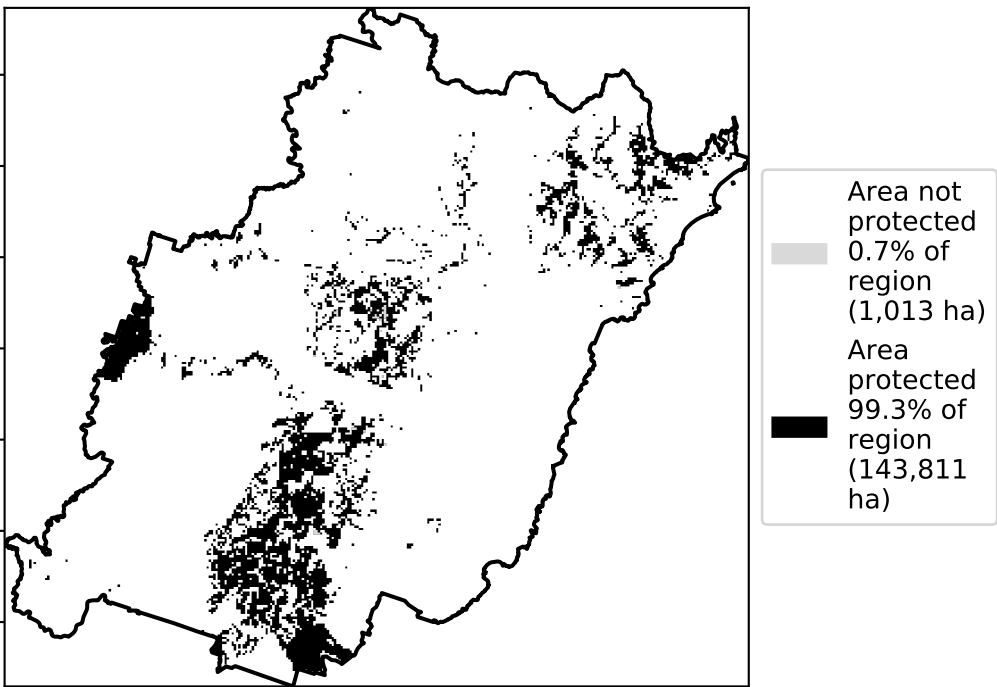 Area not
protected
0.7% of
region
(1,013 ha)
Area
protected
99.3% of
region
(143,811
ha)